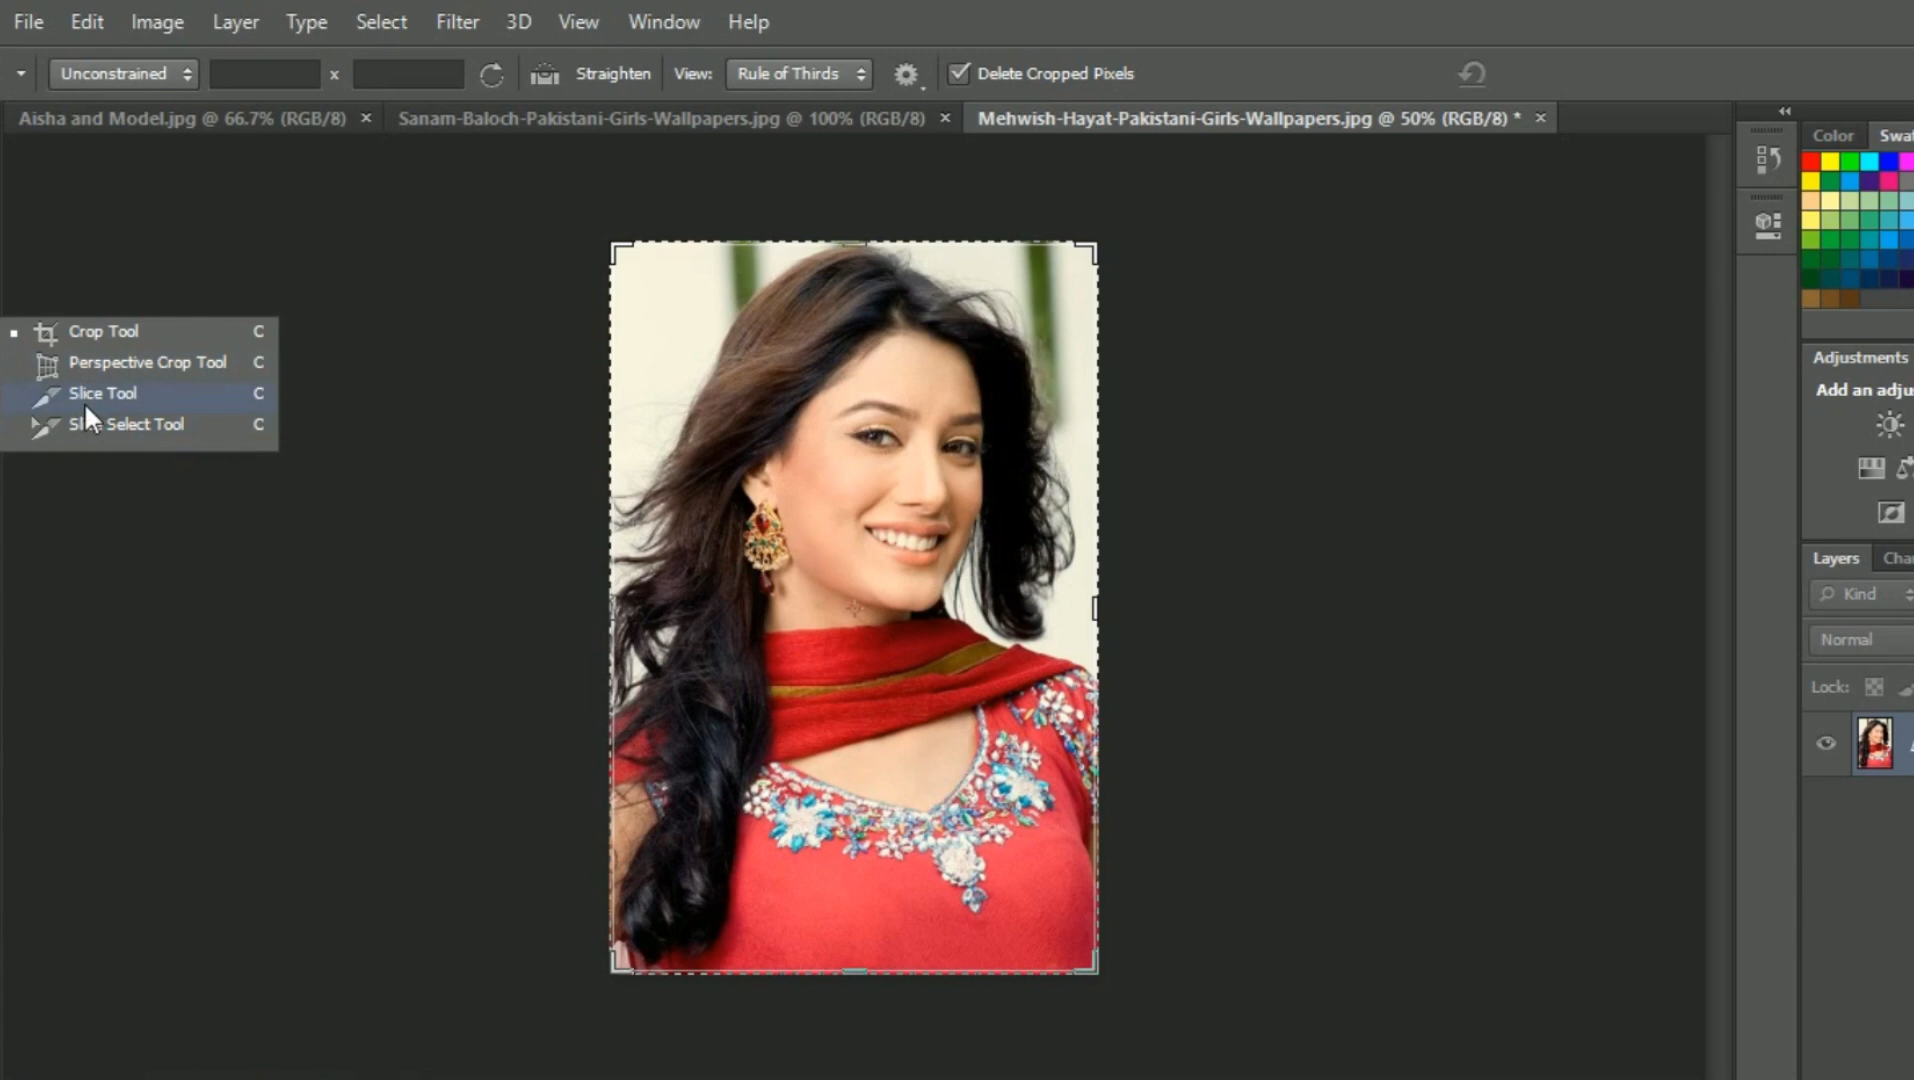 File Edit Image Layer Type Select Filter 3D View Window Help
Unconstrained x Straighten View: Rule of Thirds Delete Cropped Pixels
Aisha and Model.jpg @ 66.7% (RGB/8) × Sanam-Baloch-Pakistani-Girls-Wallpapers.jpg @ 100% (RGB/8) × Mehwish-Hayat-Pakistani-Girls-Wallpapers.jpg @ 50% (RGB/8) * ×
Color
Crop Tool C
Perspective Crop Tool C
Slice Tool C
Select Tool C
Adjustments
Add an
Layers
Kind
Normal
Lock: